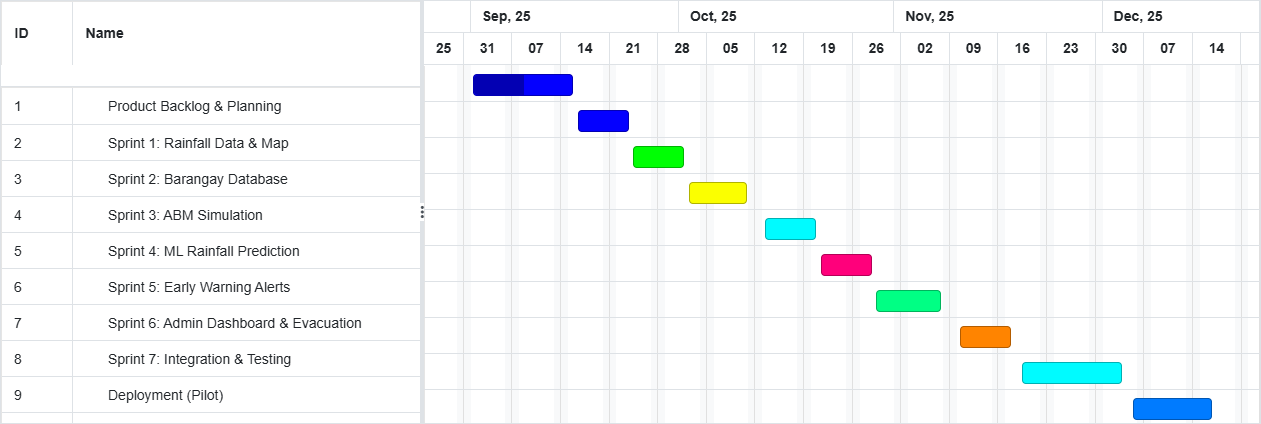 ID Name Sep, 25 Oct, 25 Nov, 25 Dec, 25
25 31 07 14 21 28 05 12 19 26 02 09 16 23 30 07 14
1 Product Backlog & Planning
2 Sprint 1: Rainfall Data & Map
3 Sprint 2: Barangay Database
4 Sprint 3: ABM Simulation
5 Sprint 4: ML Rainfall Prediction
6 Sprint 5: Early Warning Alerts
7 Sprint 6: Admin Dashboard & Evacuation
8 Sprint 7: Integration & Testing
9 Deployment (Pilot)